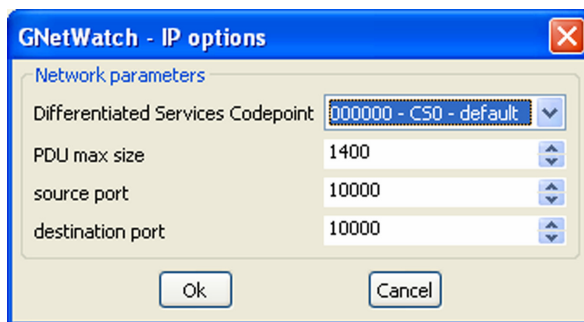 GNetWatch - IP options
Network parameters
Differentiated Services Codepoint 000000 - CS0 - default
PDU max size 1400
source port 10000
destination port 10000
Ok Cancel